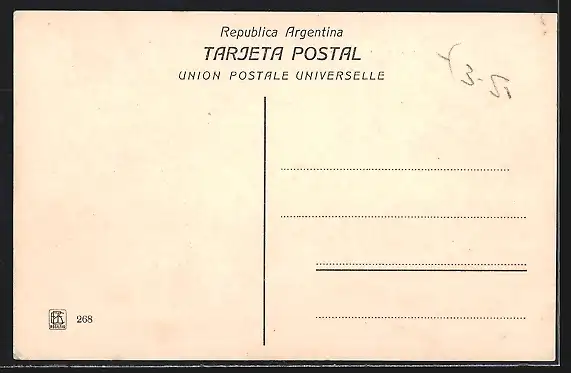 Republica Argentina
TARJETA POSTAL
UNION POSTALE UNIVERSELLE
268